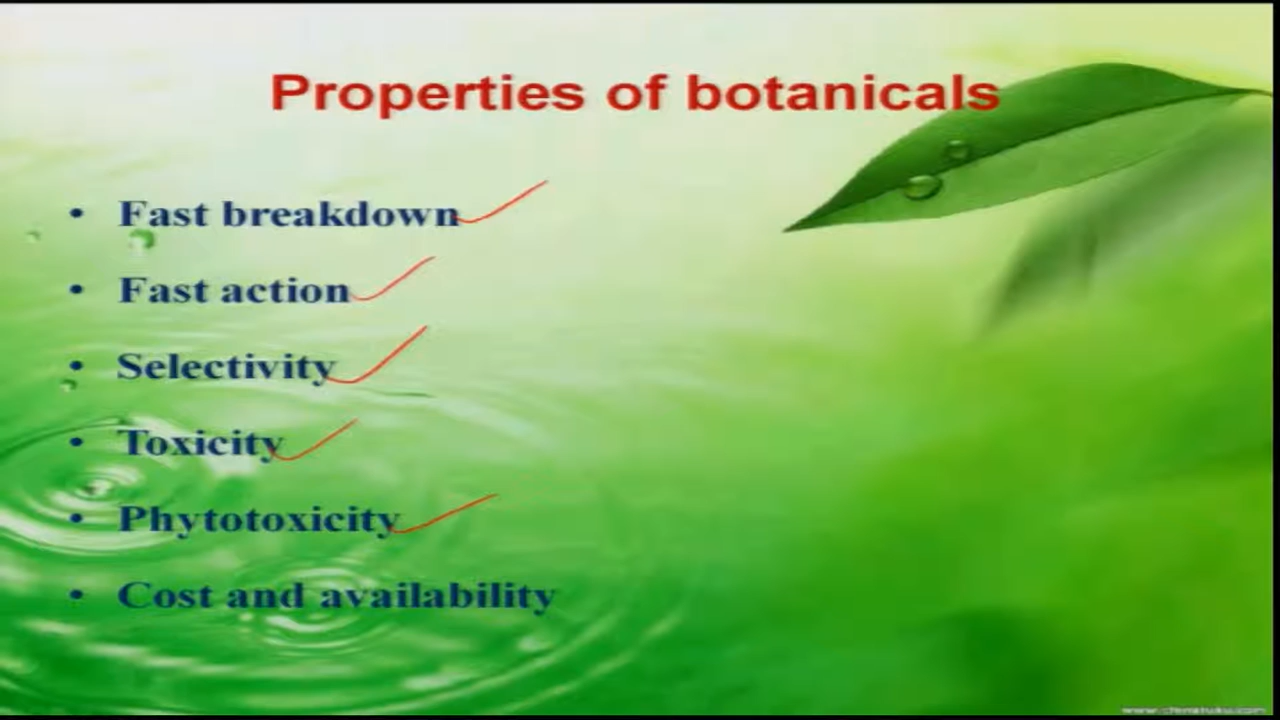 Properties of botanicals
• Fast breakdown
• Fast action
• Selectivity
• Toxicity
• Phytotoxicity
• Cost and availability